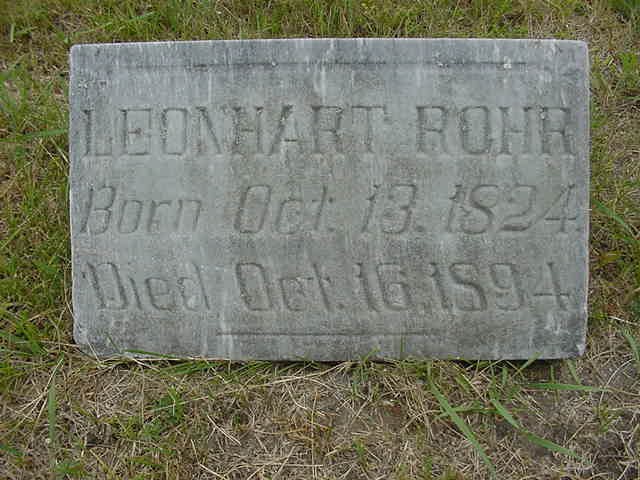 LEONHART ROHR
Born Oct. 13. 1824
Died Oct. 16. 1894